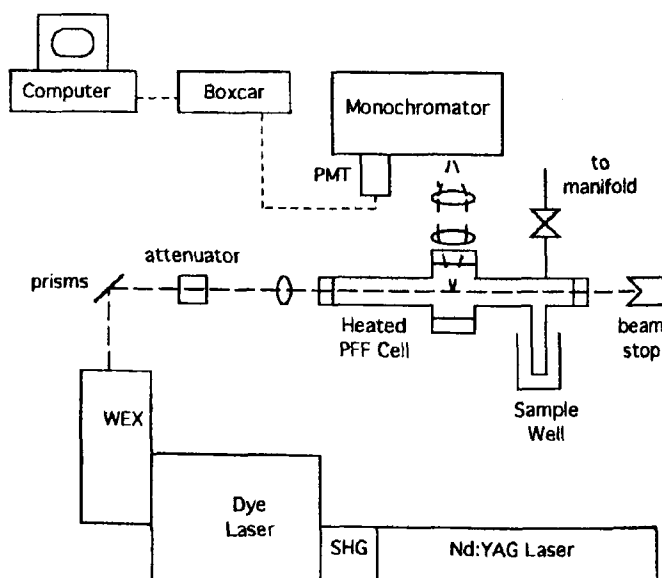 Computer
Boxcar
Monochromator
PMT
to
manifold
prisms
attenuator
Heated
PFF Cell
beam
stop
Sample
Well
WEX
Dye
Laser
SHG
Nd:YAG Laser